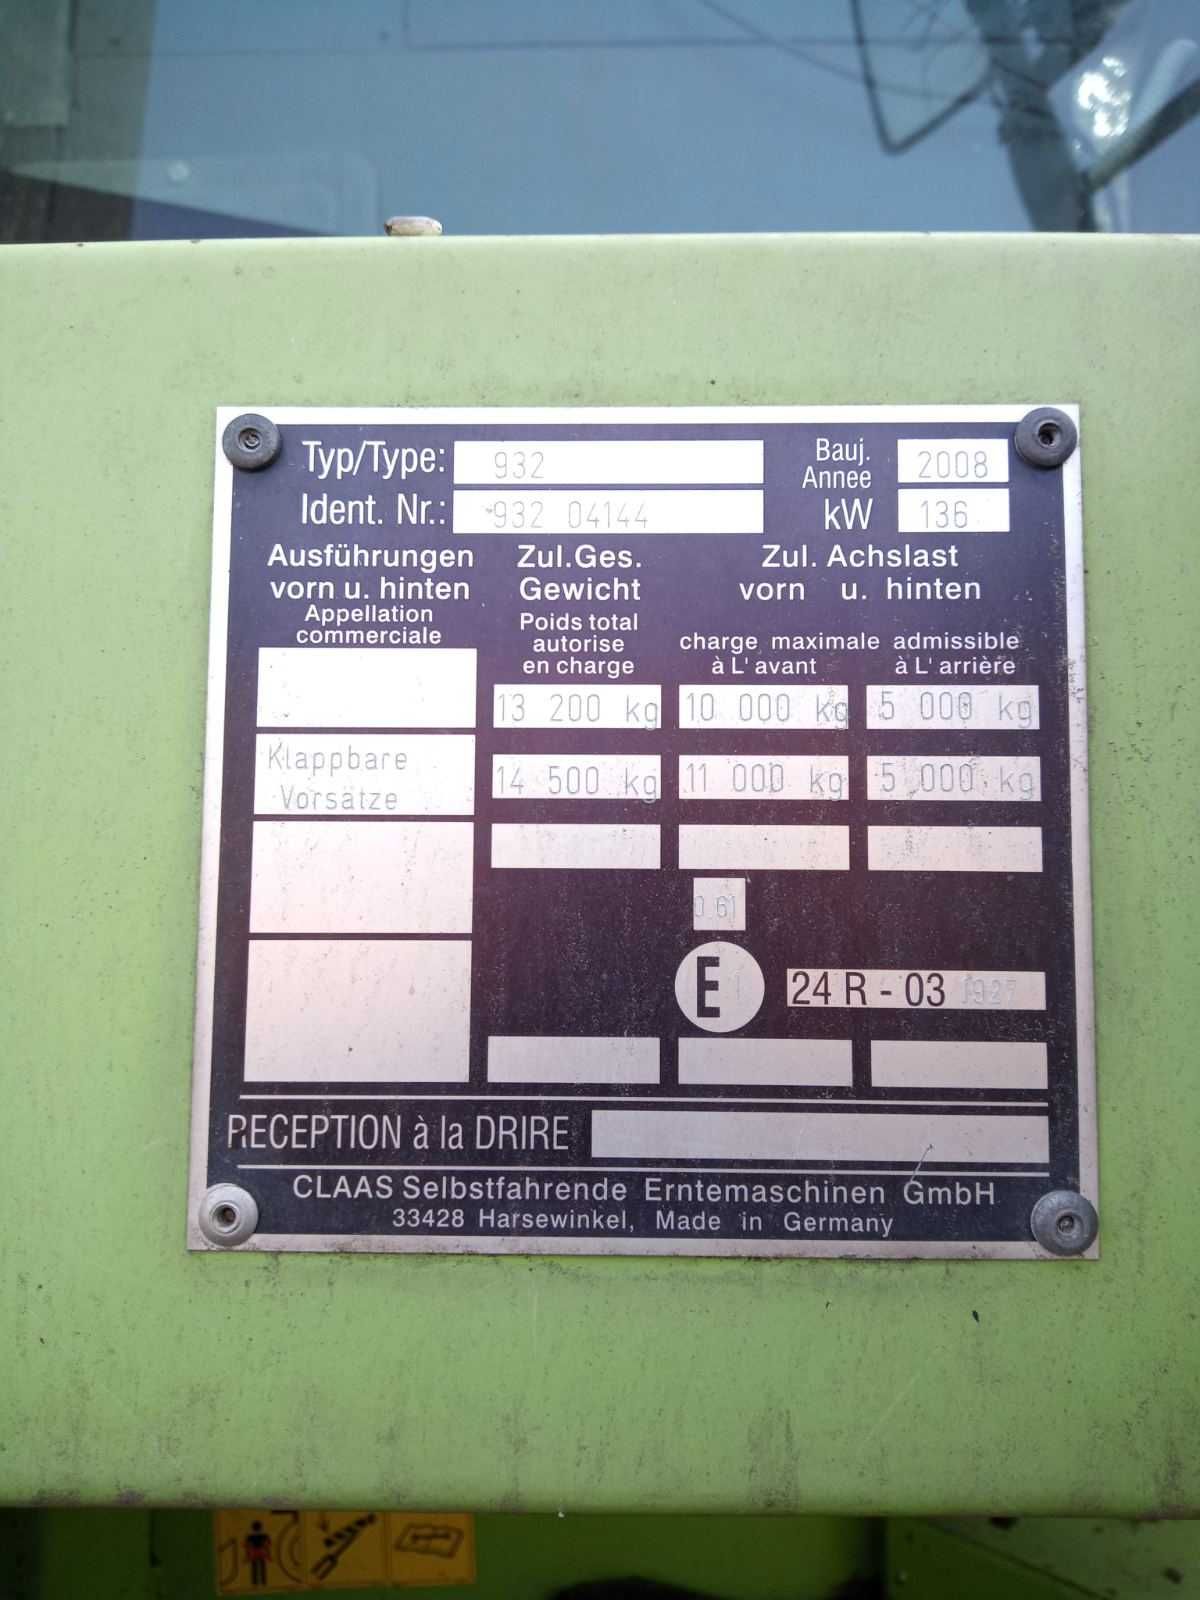 Typ/Type: 932
Bauj. Annee 2008
Ident. Nr.: 932 04144
kW 136
Ausführungen vorn u. hinten
Appellation commerciale
Zul.Ges. Gewicht
Poids total autorise en charge
Zul. Achslast
vorn u. hinten
charge maximale admissible
à L' avant à L' arrière
13 200 kg 10 000 kg 5 000 kg
Klappbare Vorsätze 14 500 kg 11 000 kg 5 000 kg
0.61
E 1 24 R - 03 1927
RECEPTION à la DRIRE
CLAAS Selbstfahrende Erntemaschinen GmbH
33428 Harsewinkel, Made in Germany